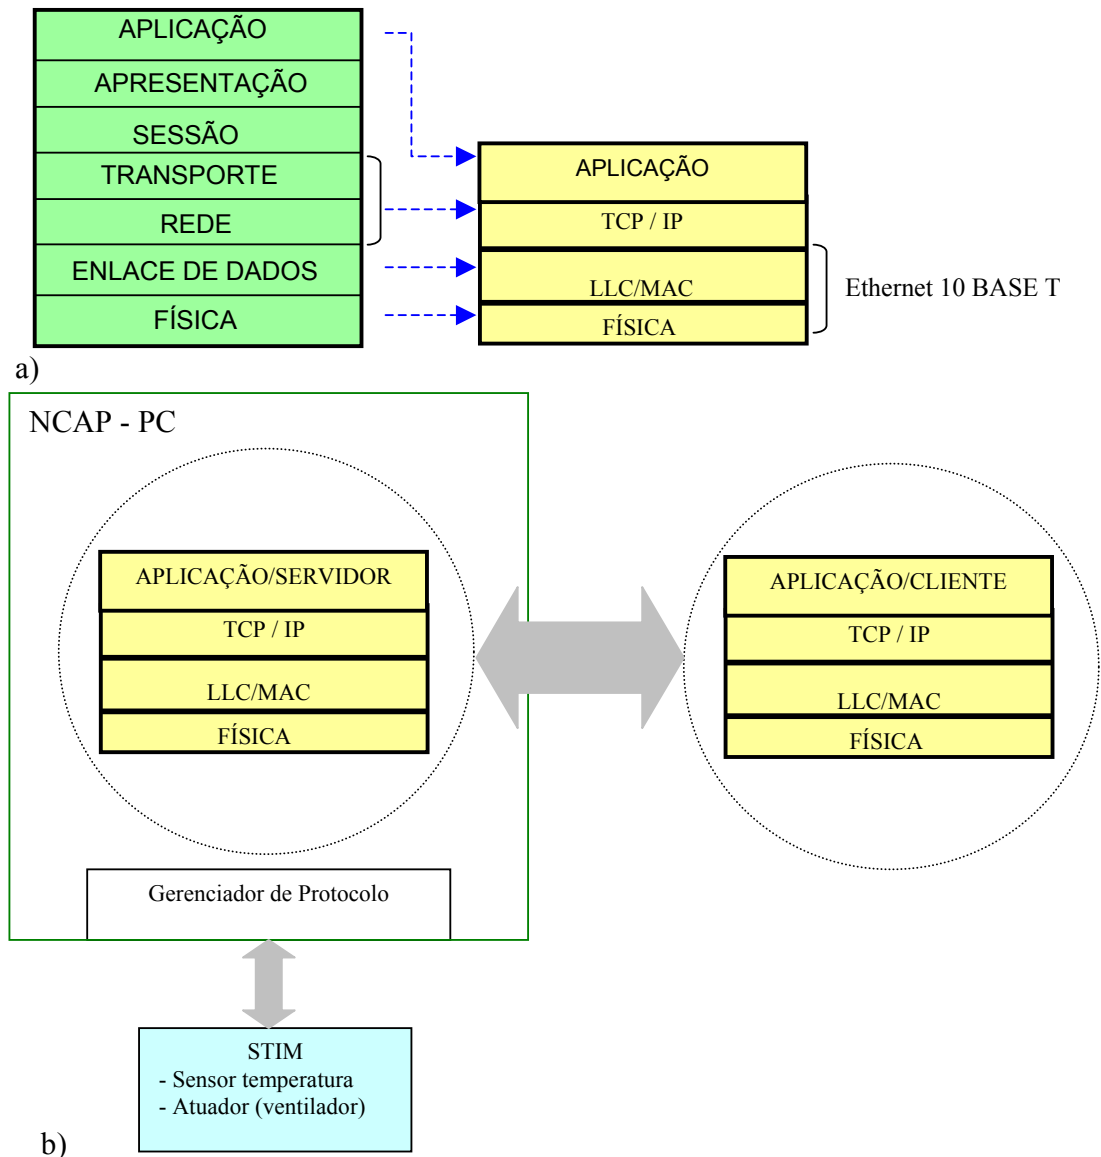 APLICAÇÃO
APRESENTAÇÃO
SESSÃO
TRANSPORTE
REDE
ENLACE DE DADOS
FÍSICA
APLICAÇÃO
TCP / IP
LLC/MAC
FÍSICA
Ethernet 10 BASE T
a)
NCAP - PC
APLICAÇÃO/SERVIDOR
TCP / IP
LLC/MAC
FÍSICA
APLICAÇÃO/CLIENTE
TCP / IP
LLC/MAC
FÍSICA
Gerenciador de Protocolo
STIM
- Sensor temperatura
- Atuador (ventilador)
b)